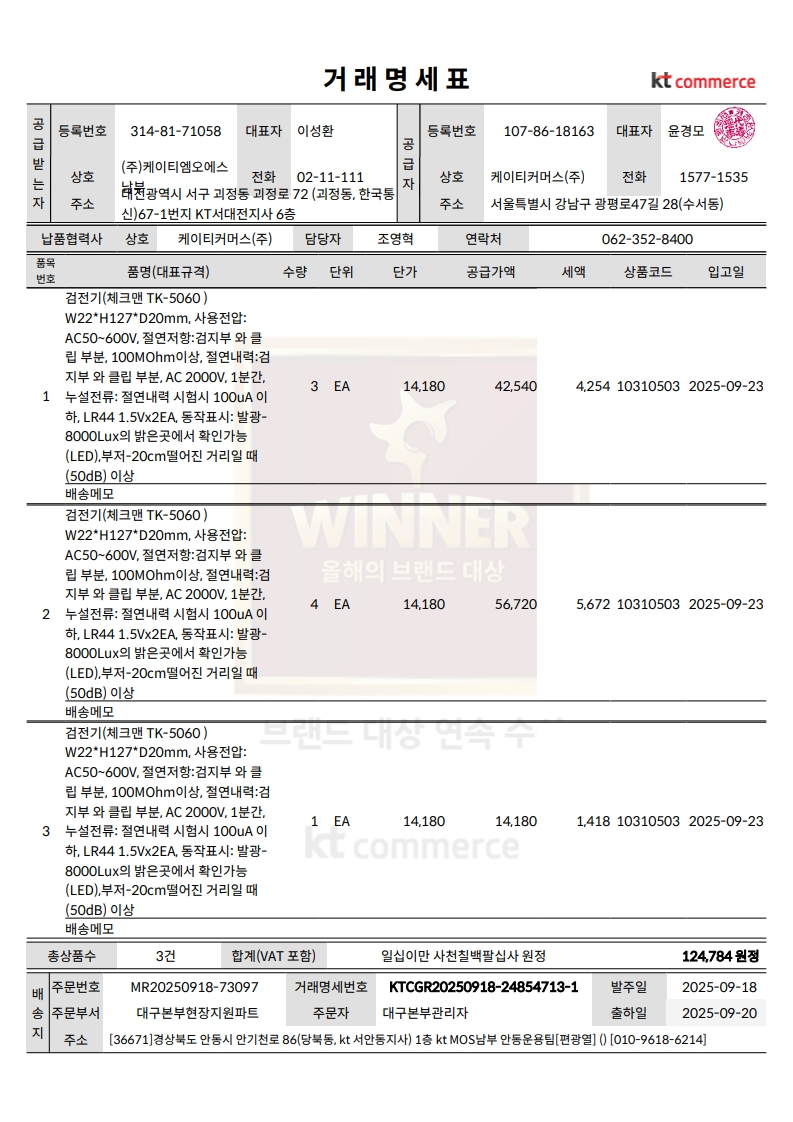 거래명세표
kt commerce
공급받는자
등록번호 314-81-71058 대표자 이성환
상호 (주)케이티엠오에스남부 전화 02-11-111
주소 대전광역시 서구 괴정동 괴정로 72 (괴정동, 한국통
신)67-1번지 KT서대전지사 6층
공급자
등록번호 107-86-18163 대표자 윤경모
상호 케이티커머스(주) 전화 1577-1535
주소 서울특별시 강남구 광평로47길 28(수서동)
납품협력사 상호 케이티커머스(주) 담당자 조영혁 연락처 062-352-8400
품목번호 품명(대표규격) 수량 단위 단가 공급가액 세액 상품코드 입고일
검전기(체크맨 TK-5060 )
W22*H127*D20mm, 사용전압:
AC50~600V, 절연저항:검지부 와 클
립 부분, 100MOhm이상, 절연내력:검
지부 와 클립 부분, AC 2000V, 1분간,
1 3 EA 14,180 42,540 4,254 10310503 2025-09-23
누설전류: 절연내력 시험시 100uA 이
하, LR44 1.5Vx2EA, 동작표시: 발광-
8000Lux의 밝은곳에서 확인가능
(LED),부저-20cm떨어진 거리일 때
(50dB) 이상
배송메모
검전기(체크맨 TK-5060 )
W22*H127*D20mm, 사용전압:
AC50~600V, 절연저항:검지부 와 클
립 부분, 100MOhm이상, 절연내력:검
지부 와 클립 부분, AC 2000V, 1분간,
2 4 EA 14,180 56,720 5,672 10310503 2025-09-23
누설전류: 절연내력 시험시 100uA 이
하, LR44 1.5Vx2EA, 동작표시: 발광-
8000Lux의 밝은곳에서 확인가능
(LED),부저-20cm떨어진 거리일 때
(50dB) 이상
배송메모
검전기(체크맨 TK-5060 )
W22*H127*D20mm, 사용전압:
AC50~600V, 절연저항:검지부 와 클
립 부분, 100MOhm이상, 절연내력:검
지부 와 클립 부분, AC 2000V, 1분간,
3 1 EA 14,180 14,180 1,418 10310503 2025-09-23
누설전류: 절연내력 시험시 100uA 이
하, LR44 1.5Vx2EA, 동작표시: 발광-
8000Lux의 밝은곳에서 확인가능
(LED),부저-20cm떨어진 거리일 때
(50dB) 이상
배송메모
WINNER
올해의 브랜드 대상
브랜드 대상 연속 수
kt commerce
총상품수 3건 합계(VAT 포함) 일십이만 사천칠백팔십사 원정 124,784 원정
배송지
주문번호 MR20250918-73097 거래명세번호 KTCGR20250918-24854713-1 발주일 2025-09-18
주문부서 대구본부현장지원파트 주문자 대구본부관리자 출하일 2025-09-20
주소 [36671]경상북도 안동시 안기천로 86(당북동, kt 서안동지사) 1층 kt MOS남부 안동운용팀[편광열] () [010-9618-6214]